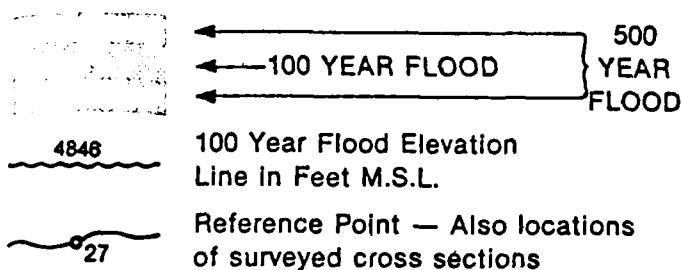 500
100 YEAR FLOOD
YEAR
FLOOD
4846
100 Year Flood Elevation
Line in Feet M.S.L.
27
Reference Point — Also locations
of surveyed cross sections